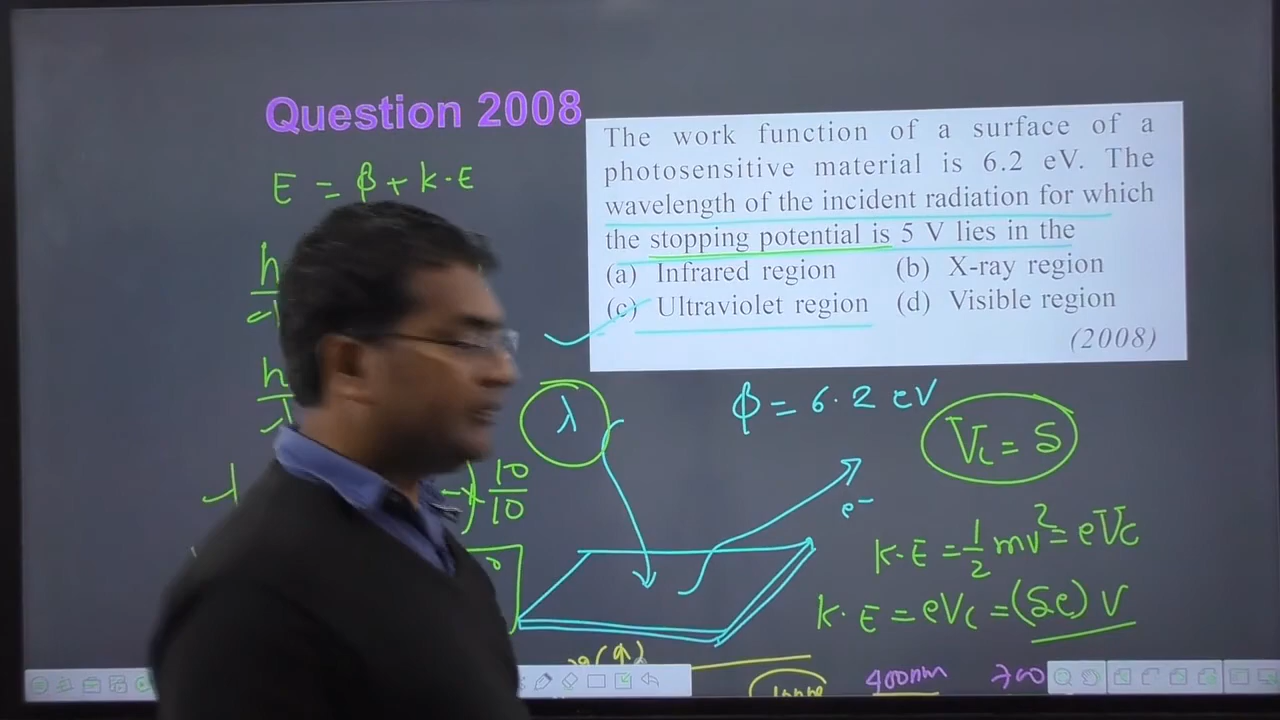 Question 2008
The work function of a surface of a
photosensitive material is 6.2 eV. The
wavelength of the incident radiation for which
the stopping potential is 5 V lies in the
(a) Infrared region (b) X-ray region
(c) Ultraviolet region (d) Visible region
(2008)
E = β + K·E
h
h
λ
ϕ = 6.2 eV
Vc = 5
10
10
e⁻
K·E = 1/2 mv² = eVc
K·E = eVc = (5e) V
400nm 700